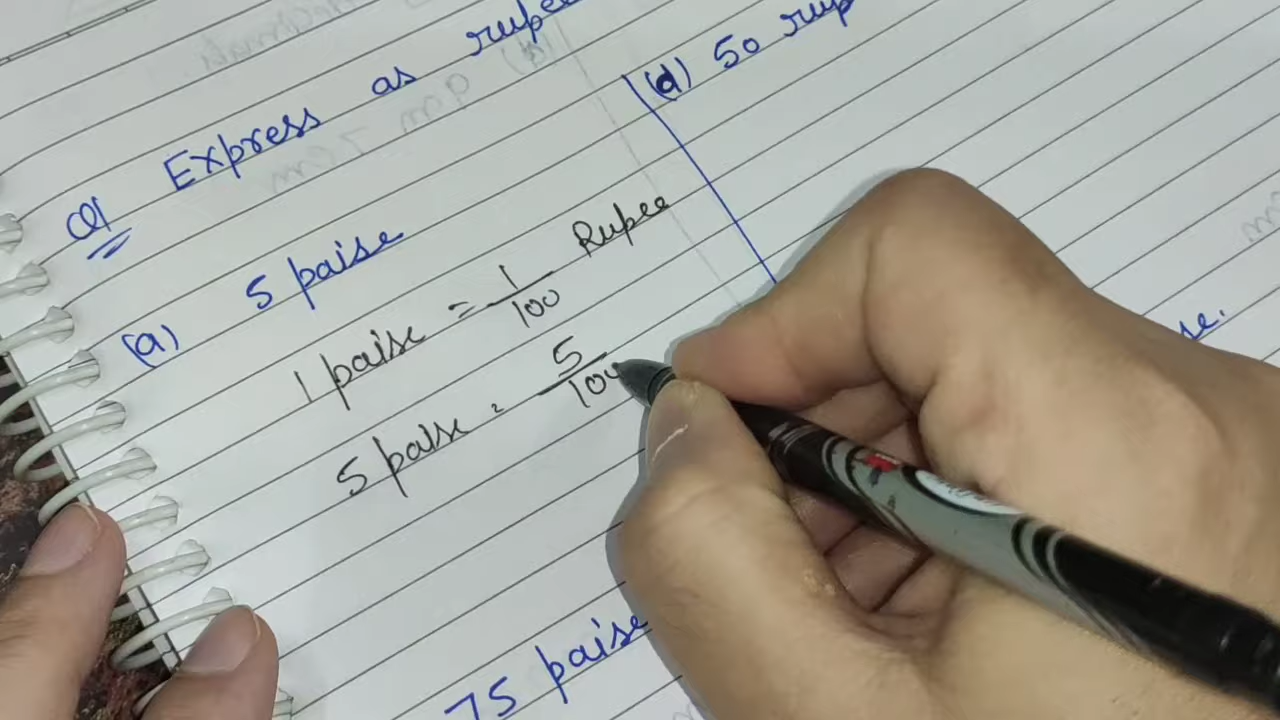 Q1 Express as rupee
(a) 5 paise
1 paise = 1/100 Rupee
5 paise = 5/100
75 paise
(d) 50 rup